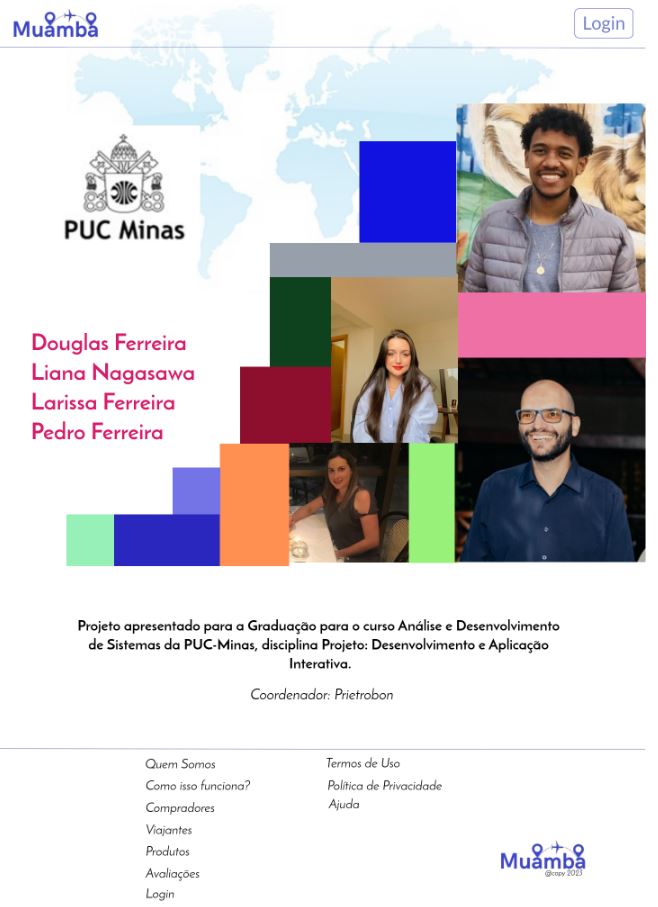 Muamba
Login
PUC Minas
Douglas Ferreira
Liana Nagasawa
Larissa Ferreira
Pedro Ferreira
Projeto apresentado para a Graduação para o curso Análise e Desenvolvimento
de Sistemas da PUC-Minas, disciplina Projeto: Desenvolvimento e Aplicação
Interativa.
Coordenador: Prietrobon
Quem Somos
Como isso funciona?
Compradores
Viajantes
Produtos
Avaliações
Login
Termos de Uso
Política de Privacidade
Ajuda
Muamba
@copy 2023